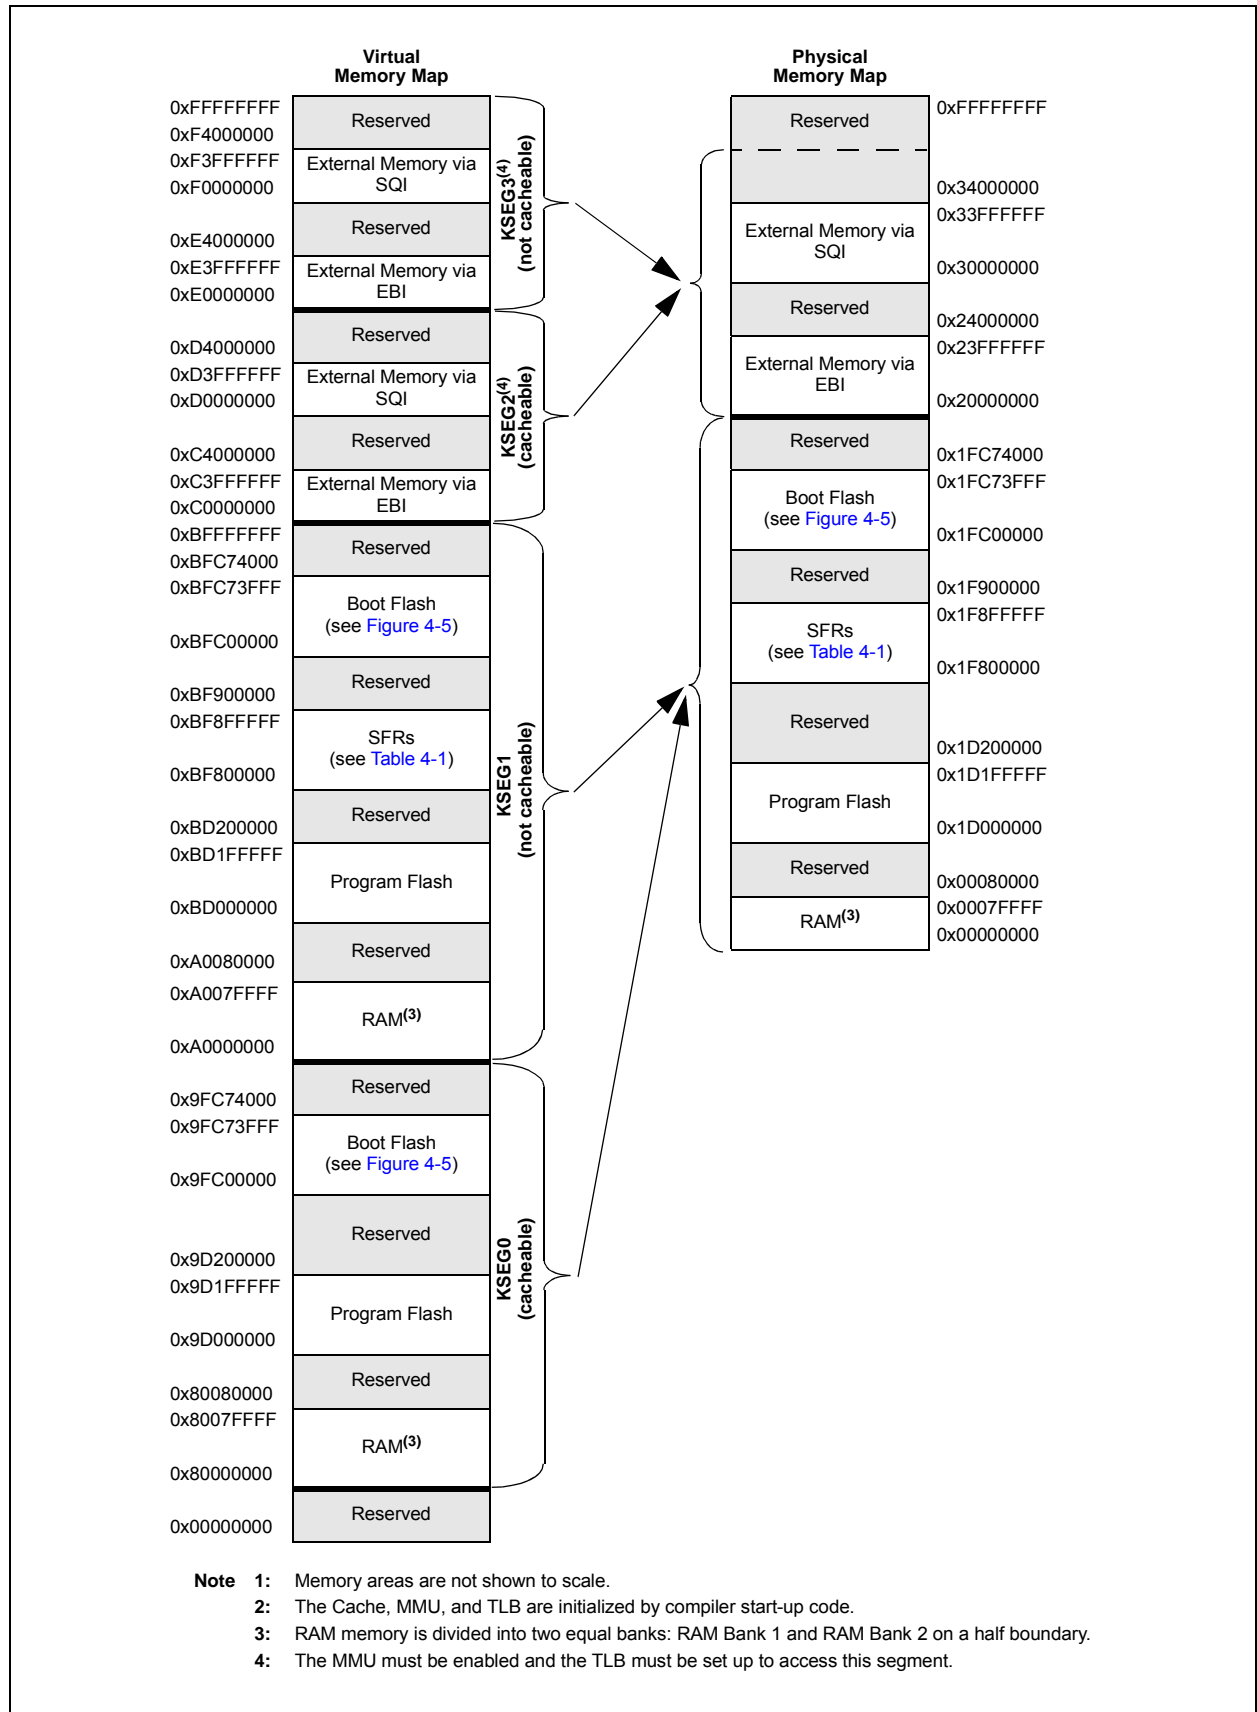 Virtual
Memory Map
0xFFFFFFFF
Reserved
0xF4000000
0xF3FFFFFF
External Memory via
SQI
0xF0000000
Reserved
0xE4000000
0xE3FFFFFF
External Memory via
EBI
0xE0000000
KSEG3(4)
(not cacheable)
Reserved
0xD4000000
0xD3FFFFFF
External Memory via
SQI
0xD0000000
Reserved
0xC4000000
0xC3FFFFFF
External Memory via
EBI
0xC0000000
KSEG2(4)
(cacheable)
0xBFFFFFFF
Reserved
0xBFC74000
0xBFC73FFF
Boot Flash
(see Figure 4-5)
0xBFC00000
Reserved
0xBF900000
0xBF8FFFFF
SFRs
(see Table 4-1)
0xBF800000
Reserved
0xBD200000
0xBD1FFFFF
Program Flash
0xBD000000
Reserved
0xA0080000
0xA007FFFF
RAM(3)
0xA0000000
KSEG1
(not cacheable)
Reserved
0x9FC74000
0x9FC73FFF
Boot Flash
(see Figure 4-5)
0x9FC00000
Reserved
0x9D200000
0x9D1FFFFF
Program Flash
0x9D000000
Reserved
0x80080000
0x8007FFFF
RAM(3)
0x80000000
KSEG0
(cacheable)
Reserved
0x00000000
Physical
Memory Map
0xFFFFFFFF
Reserved
0x34000000
0x33FFFFFF
External Memory via
SQI
0x30000000
Reserved
0x24000000
0x23FFFFFF
External Memory via
EBI
0x20000000
Reserved
0x1FC74000
0x1FC73FFF
Boot Flash
(see Figure 4-5)
0x1FC00000
Reserved
0x1F900000
0x1F8FFFFF
SFRs
(see Table 4-1)
0x1F800000
Reserved
0x1D200000
0x1D1FFFFF
Program Flash
0x1D000000
Reserved
0x00080000
0x0007FFFF
RAM(3)
0x00000000
Note 1: Memory areas are not shown to scale.
2: The Cache, MMU, and TLB are initialized by compiler start-up code.
3: RAM memory is divided into two equal banks: RAM Bank 1 and RAM Bank 2 on a half boundary.
4: The MMU must be enabled and the TLB must be set up to access this segment.